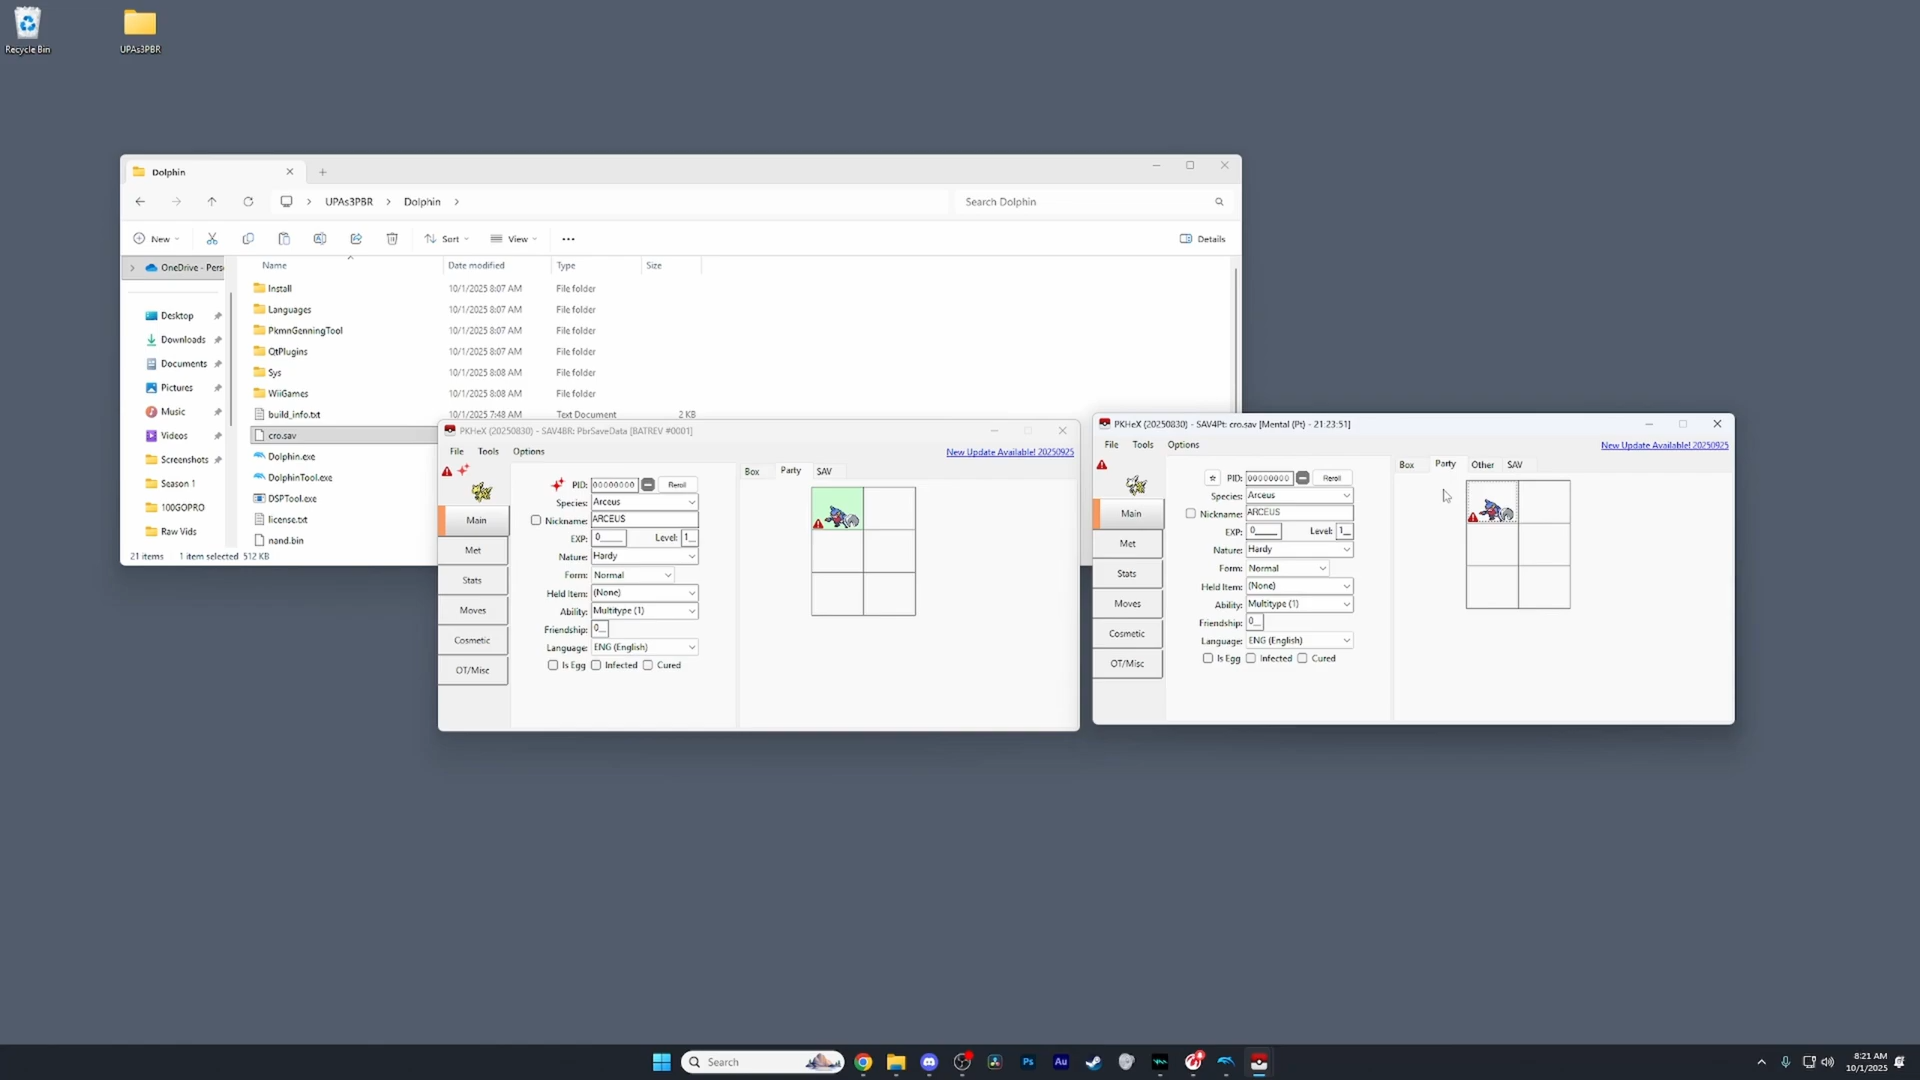 Recycle Bin
UPAs3PBR
Dolphin
UPAs3PBR > Dolphin >
Search Dolphin
New
Sort
View
Details
Name
Date modified
Type
Size
OneDrive - Pers
Desktop
Downloads
Documents
Pictures
Music
Videos
Screenshots
Season 1
100GOPRO
Raw Vids
Install 10/1/2025 8:07 AM File folder
Languages 10/1/2025 8:07 AM File folder
PkmnGenningTool 10/1/2025 8:07 AM File folder
QtPlugins 10/1/2025 8:07 AM File folder
Sys 10/1/2025 8:08 AM File folder
WiiGames 10/1/2025 8:08 AM File folder
build_info.txt 10/1/2025 7:48 AM Text Document 2 KB
cro.sav
Dolphin.exe
DolphinTool.exe
DSPTool.exe
license.txt
nand.bin
21 items 1 item selected 512 KB
PKHeX (20250830) - SAV4BR: PbrSaveData [BATREV #0001]
File Tools Options
New Update Available! 20250925
Main
Met
Stats
Moves
Cosmetic
OT/Misc
PID: 00000000 Reroll
Species: Arceus
Nickname: ARCEUS
EXP: 0 Level: 1
Nature: Hardy
Form: Normal
Held Item: (None)
Ability: Multitype (1)
Friendship: 0
Language: ENG (English)
Is Egg Infected Cured
Box Party SAV
PKHeX (20250830) - SAV4Pt: cro.sav [Mental (Pt) - 21:23:51]
File Tools Options
New Update Available! 20250925
Main
Met
Stats
Moves
Cosmetic
OT/Misc
PID: 00000000 Reroll
Species: Arceus
Nickname: ARCEUS
EXP: 0 Level: 1
Nature: Hardy
Form: Normal
Held Item: (None)
Ability: Multitype (1)
Friendship: 0
Language: ENG (English)
Is Egg Infected Cured
Box Party Other SAV
Search
Ps
Au
8:21 AM
10/1/2025